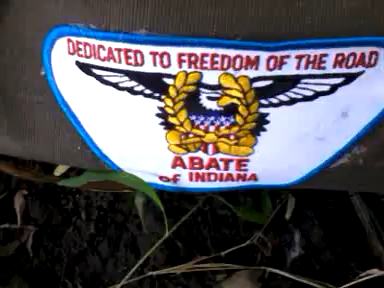 DEDICATED TO FREEDOM OF THE ROAD
ABATE
of INDIANA